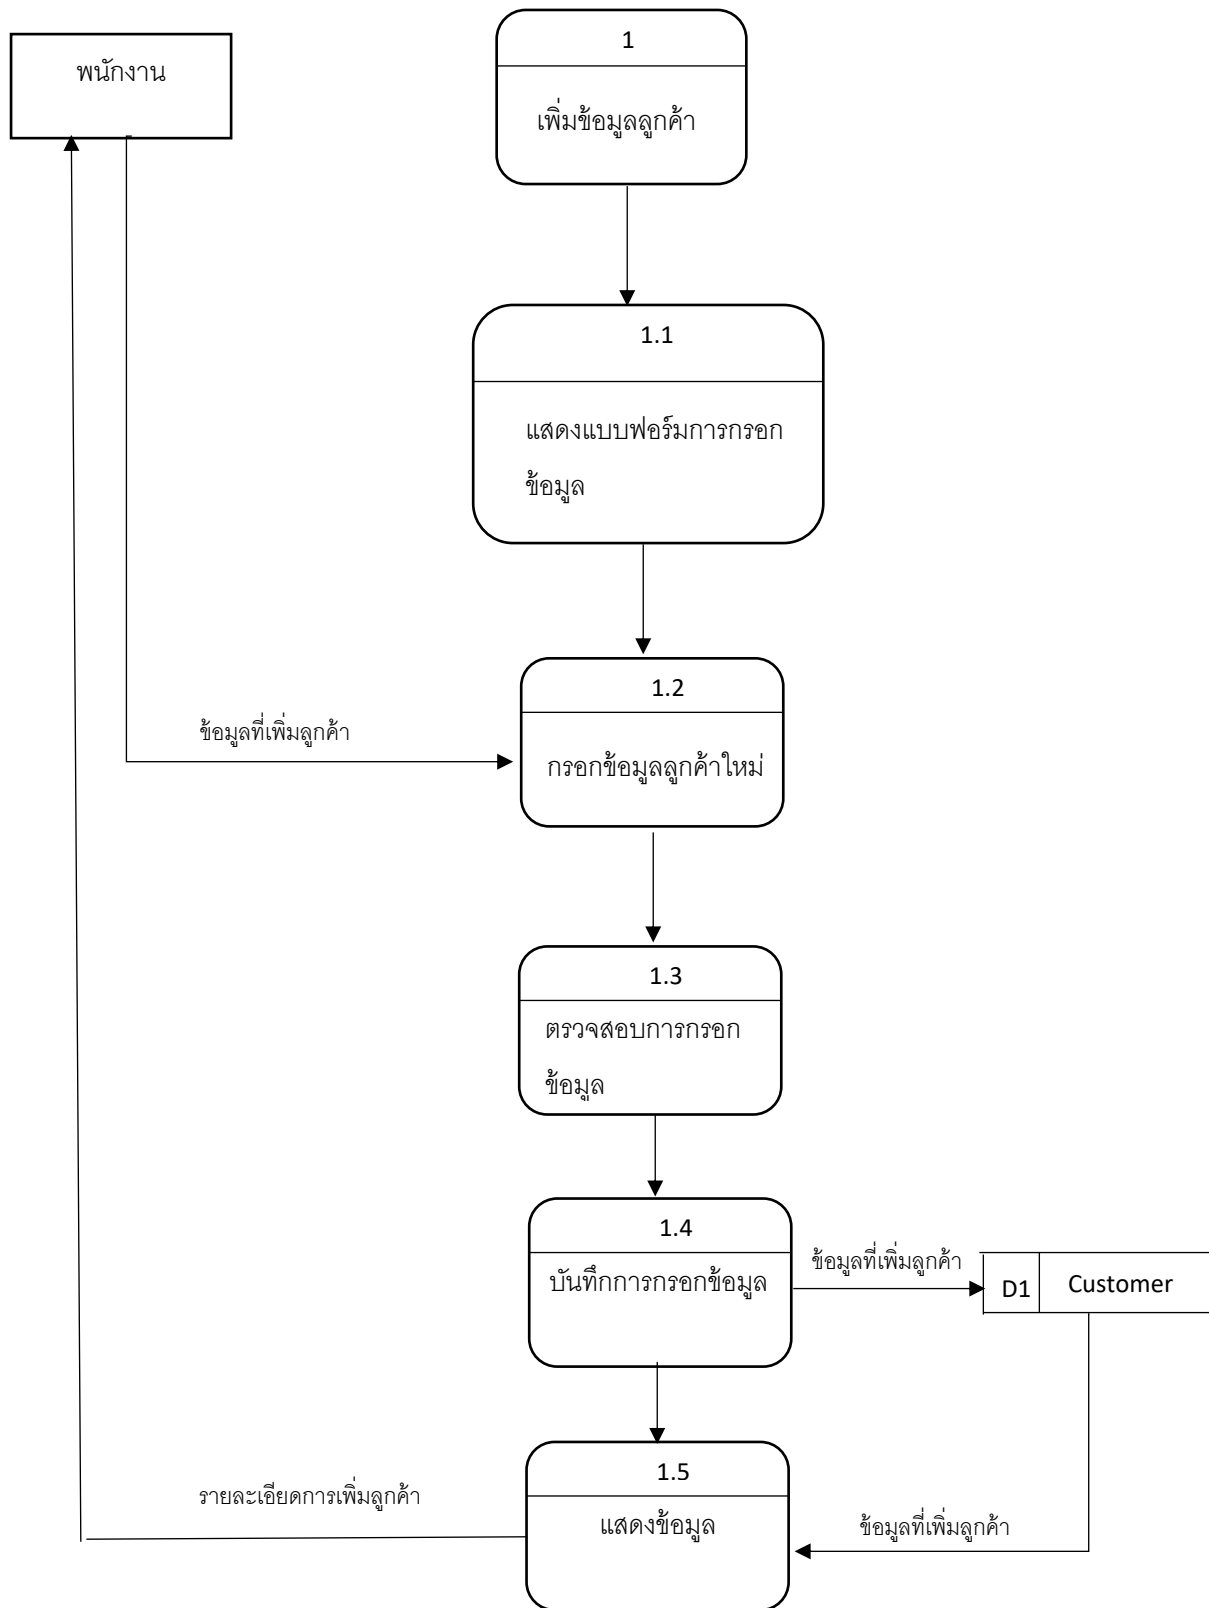 1
พนักงาน
เพิ่มข้อมูลลูกค้า
1.1
แสดงแบบฟอร์มการกรอก
ข้อมูล
1.2
ข้อมูลที่เพิ่มลูกค้า
กรอกข้อมูลลูกค้าใหม่
1.3
ตรวจสอบการกรอก
ข้อมูล
1.4
ข้อมูลที่เพิ่มลูกค้า
บันทึกการกรอกข้อมูล
D1
Customer
1.5
รายละเอียดการเพิ่มลูกค้า
แสดงข้อมูล
ข้อมูลที่เพิ่มลูกค้า